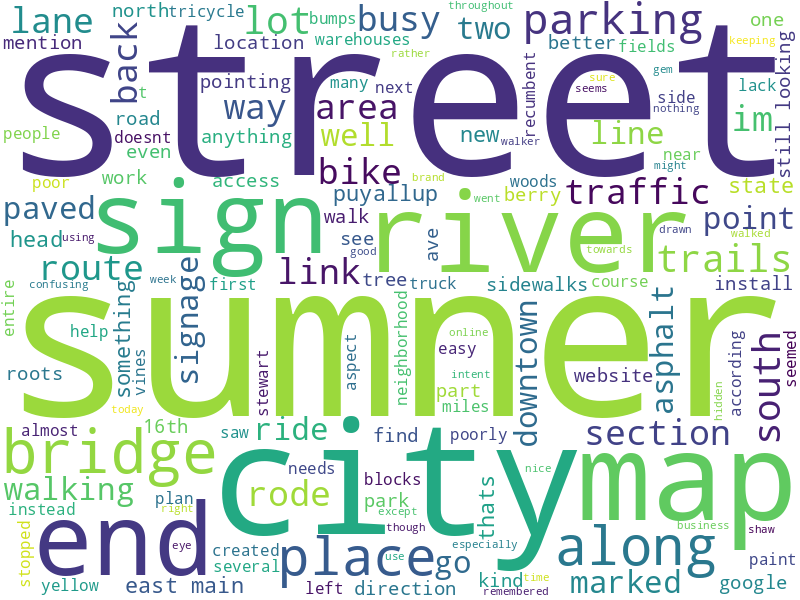 lane north tricycle lot bumps busy throughout two parking one
mention back location warehouses rather better fields keeping
street
t pointing many next recumbent sure gem side lack
people road way area seems nothing still looking
doesnt anything well new walker line im
poor even bike near might
work access brand woods traffic state
paved sign puyallup went berry point
head using walk river drawn walked
route see good ave towards trails
confusing week first link tree truck sidewalks course install
entire something signage sumner online asphalt according seemed
help vines aspect neighborhood easy downtown website south
roots stewart intent part hidden
today miles
almost 16th saw ride find poorly section
bridge city map
walking needs blocks thats
instead plan rode park except nice
right end created though especially business shaw
stopped eye several place use go along paint
yellow east main left direction kind time marked google
remembered